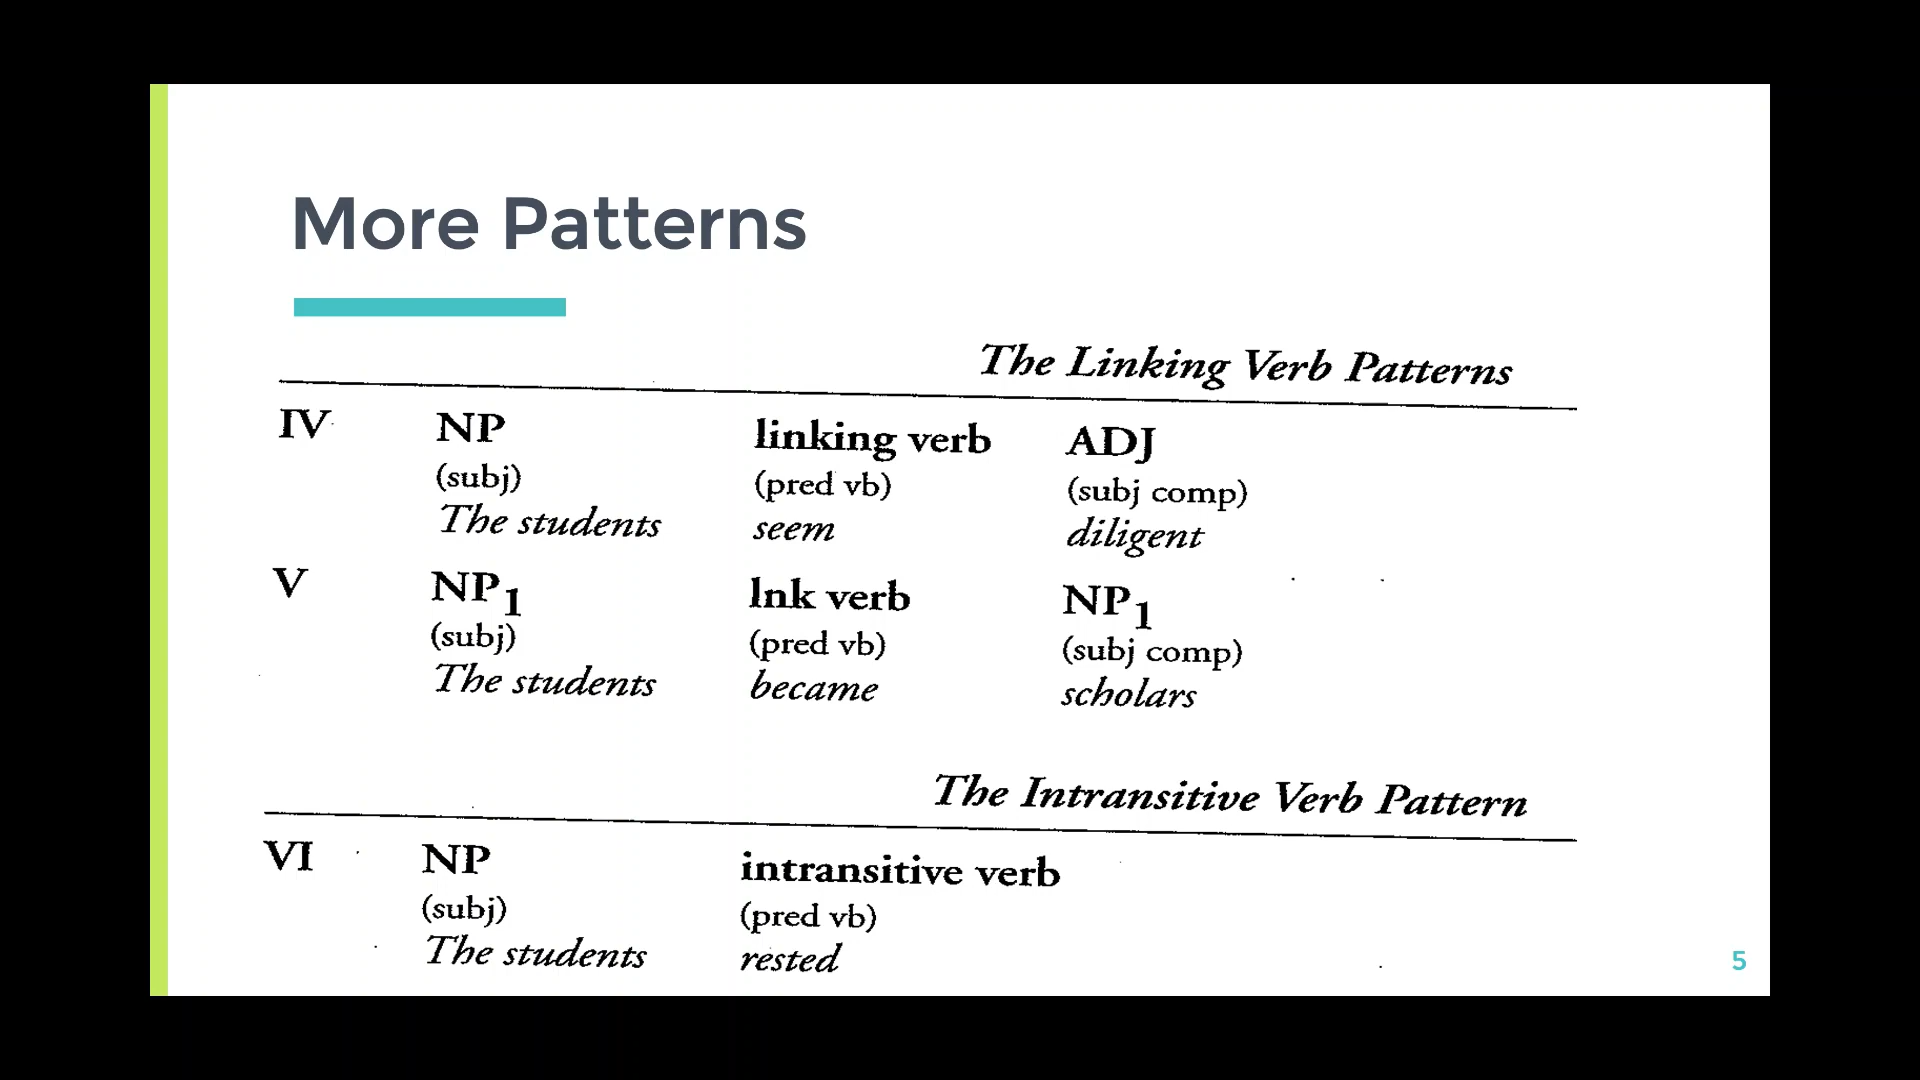 More Patterns
The Linking Verb Patterns
IV NP linking verb ADJ
(subj) (pred vb) (subj comp)
The students seem diligent
V NP1 lnk verb NP1
(subj) (pred vb) (subj comp)
The students became scholars
The Intransitive Verb Pattern
VI NP intransitive verb
(subj) (pred vb)
The students rested
5